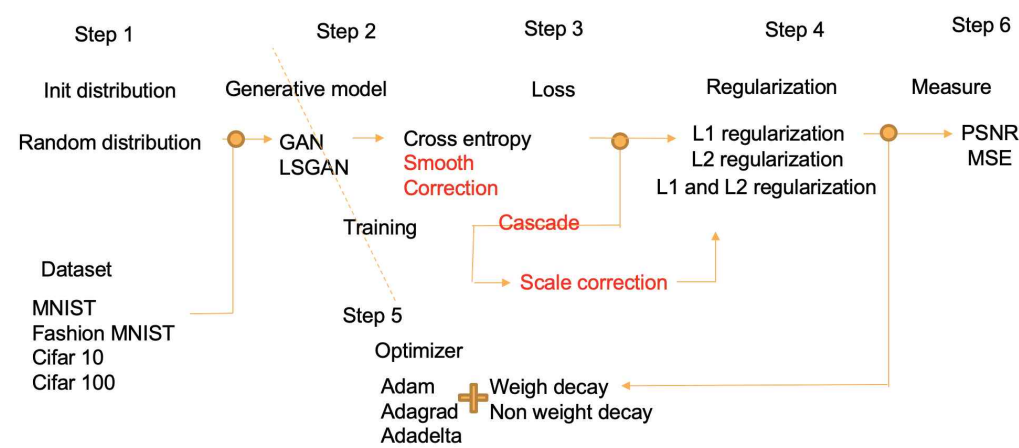 Step 1
Step 2
Step 3
Step 4
Step 6
Init distribution
Generative model
Loss
Regularization
Measure
Random distribution
GAN
LSGAN
Cross entropy
Smooth
Correction
L1 regularization
L2 regularization
L1 and L2 regularization
PSNR
MSE
Training
Cascade
Scale correction
Dataset
MNIST
Fashion MNIST
Cifar 10
Cifar 100
Step 5
Optimizer
Adam
Adagrad
Adadelta
Weigh decay
Non weight decay